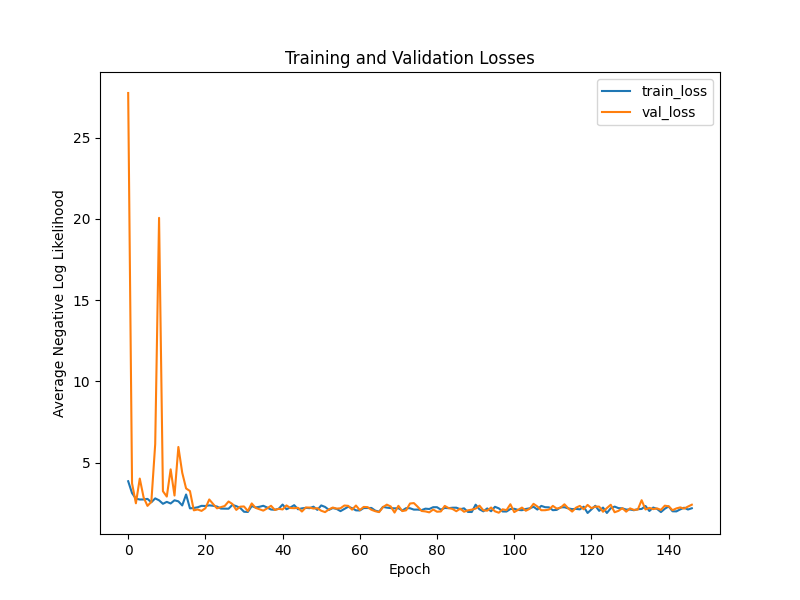 Training and Validation Losses
train_loss
val_loss
Average Negative Log Likelihood
25
20
15
10
5
0
20
40
60
80
100
120
140
Epoch